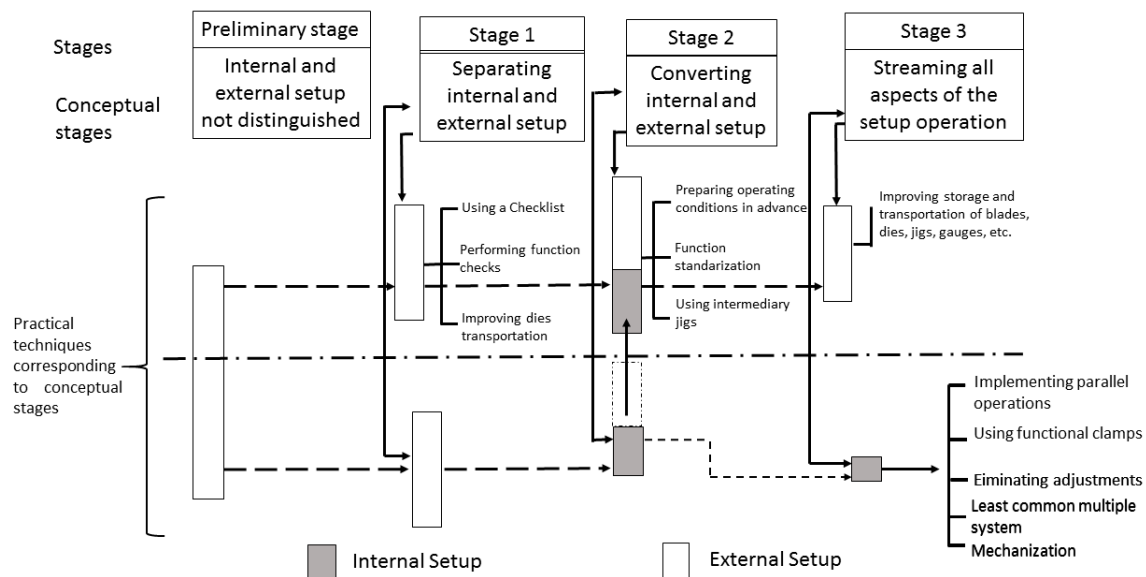 Stages
Conceptual
stages
Preliminary stage
Internal and
external setup
not distinguished
Stage 1
Separating
internal and
external setup
Stage 2
Converting
internal and
external setup
Stage 3
Streaming all
aspects of the
setup operation
Practical
techniques
corresponding
to conceptual
stages
Using a Checklist
Performing function
checks
Improving dies
transportation
Preparing operating
conditions in advance
Function
standarization
Using intermediary
jigs
Improving storage and
transportation of blades,
dies, jigs, gauges, etc.
Implementing parallel
operations
Using functional clamps
Eiminating adjustments
Least common multiple
system
Mechanization
Internal Setup
External Setup